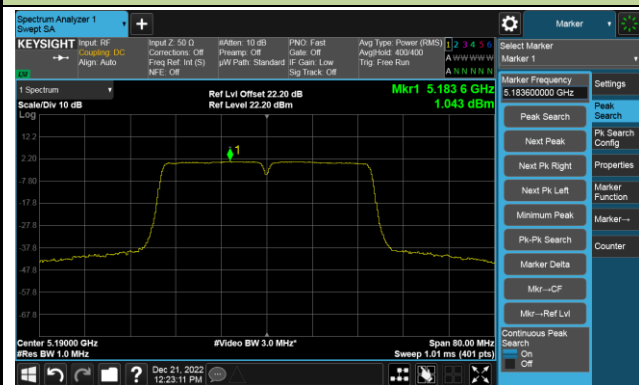 Spectrum Analyzer 1
Swept SA
Marker
KEYSIGHT
Input: RF
Coupling: DC
Align: Auto
Input Z: 50 Ω
Corrections: Off
Freq Ref: Int (S)
NFE: Off
#Atten: 10 dB
Preamp: Off
µW Path: Standard
PNO: Fast
Gate: Off
IF Gain: Low
Sig Track: Off
Avg Type: Power (RMS)
Avg|Hold: 400/400
Trig: Free Run
1 2 3 4 5 6
A W W W W W
A N N N N N
Select Marker
Marker 1
1 Spectrum
Scale/Div 10 dB
Log
Ref Lvl Offset 22.20 dB
Ref Level 22.20 dBm
Mkr1 5.183 6 GHz
1.043 dBm
1
12.2
2.20
-7.80
-17.8
-27.8
-37.8
-47.8
-57.8
-67.8
Center 5.19000 GHz
#Res BW 1.0 MHz
#Video BW 3.0 MHz*
Span 80.00 MHz
Sweep 1.01 ms (401 pts)
Marker Frequency
5.183600000 GHz
Peak Search
Next Peak
Next Pk Right
Next Pk Left
Minimum Peak
Pk-Pk Search
Marker Delta
Mkr→CF
Mkr→Ref Lvl
Continuous Peak
Search
On
Off
Settings
Peak
Search
Pk Search
Config
Properties
Marker
Function
Marker→
Counter
Dec 21, 2022
12:23:11 PM